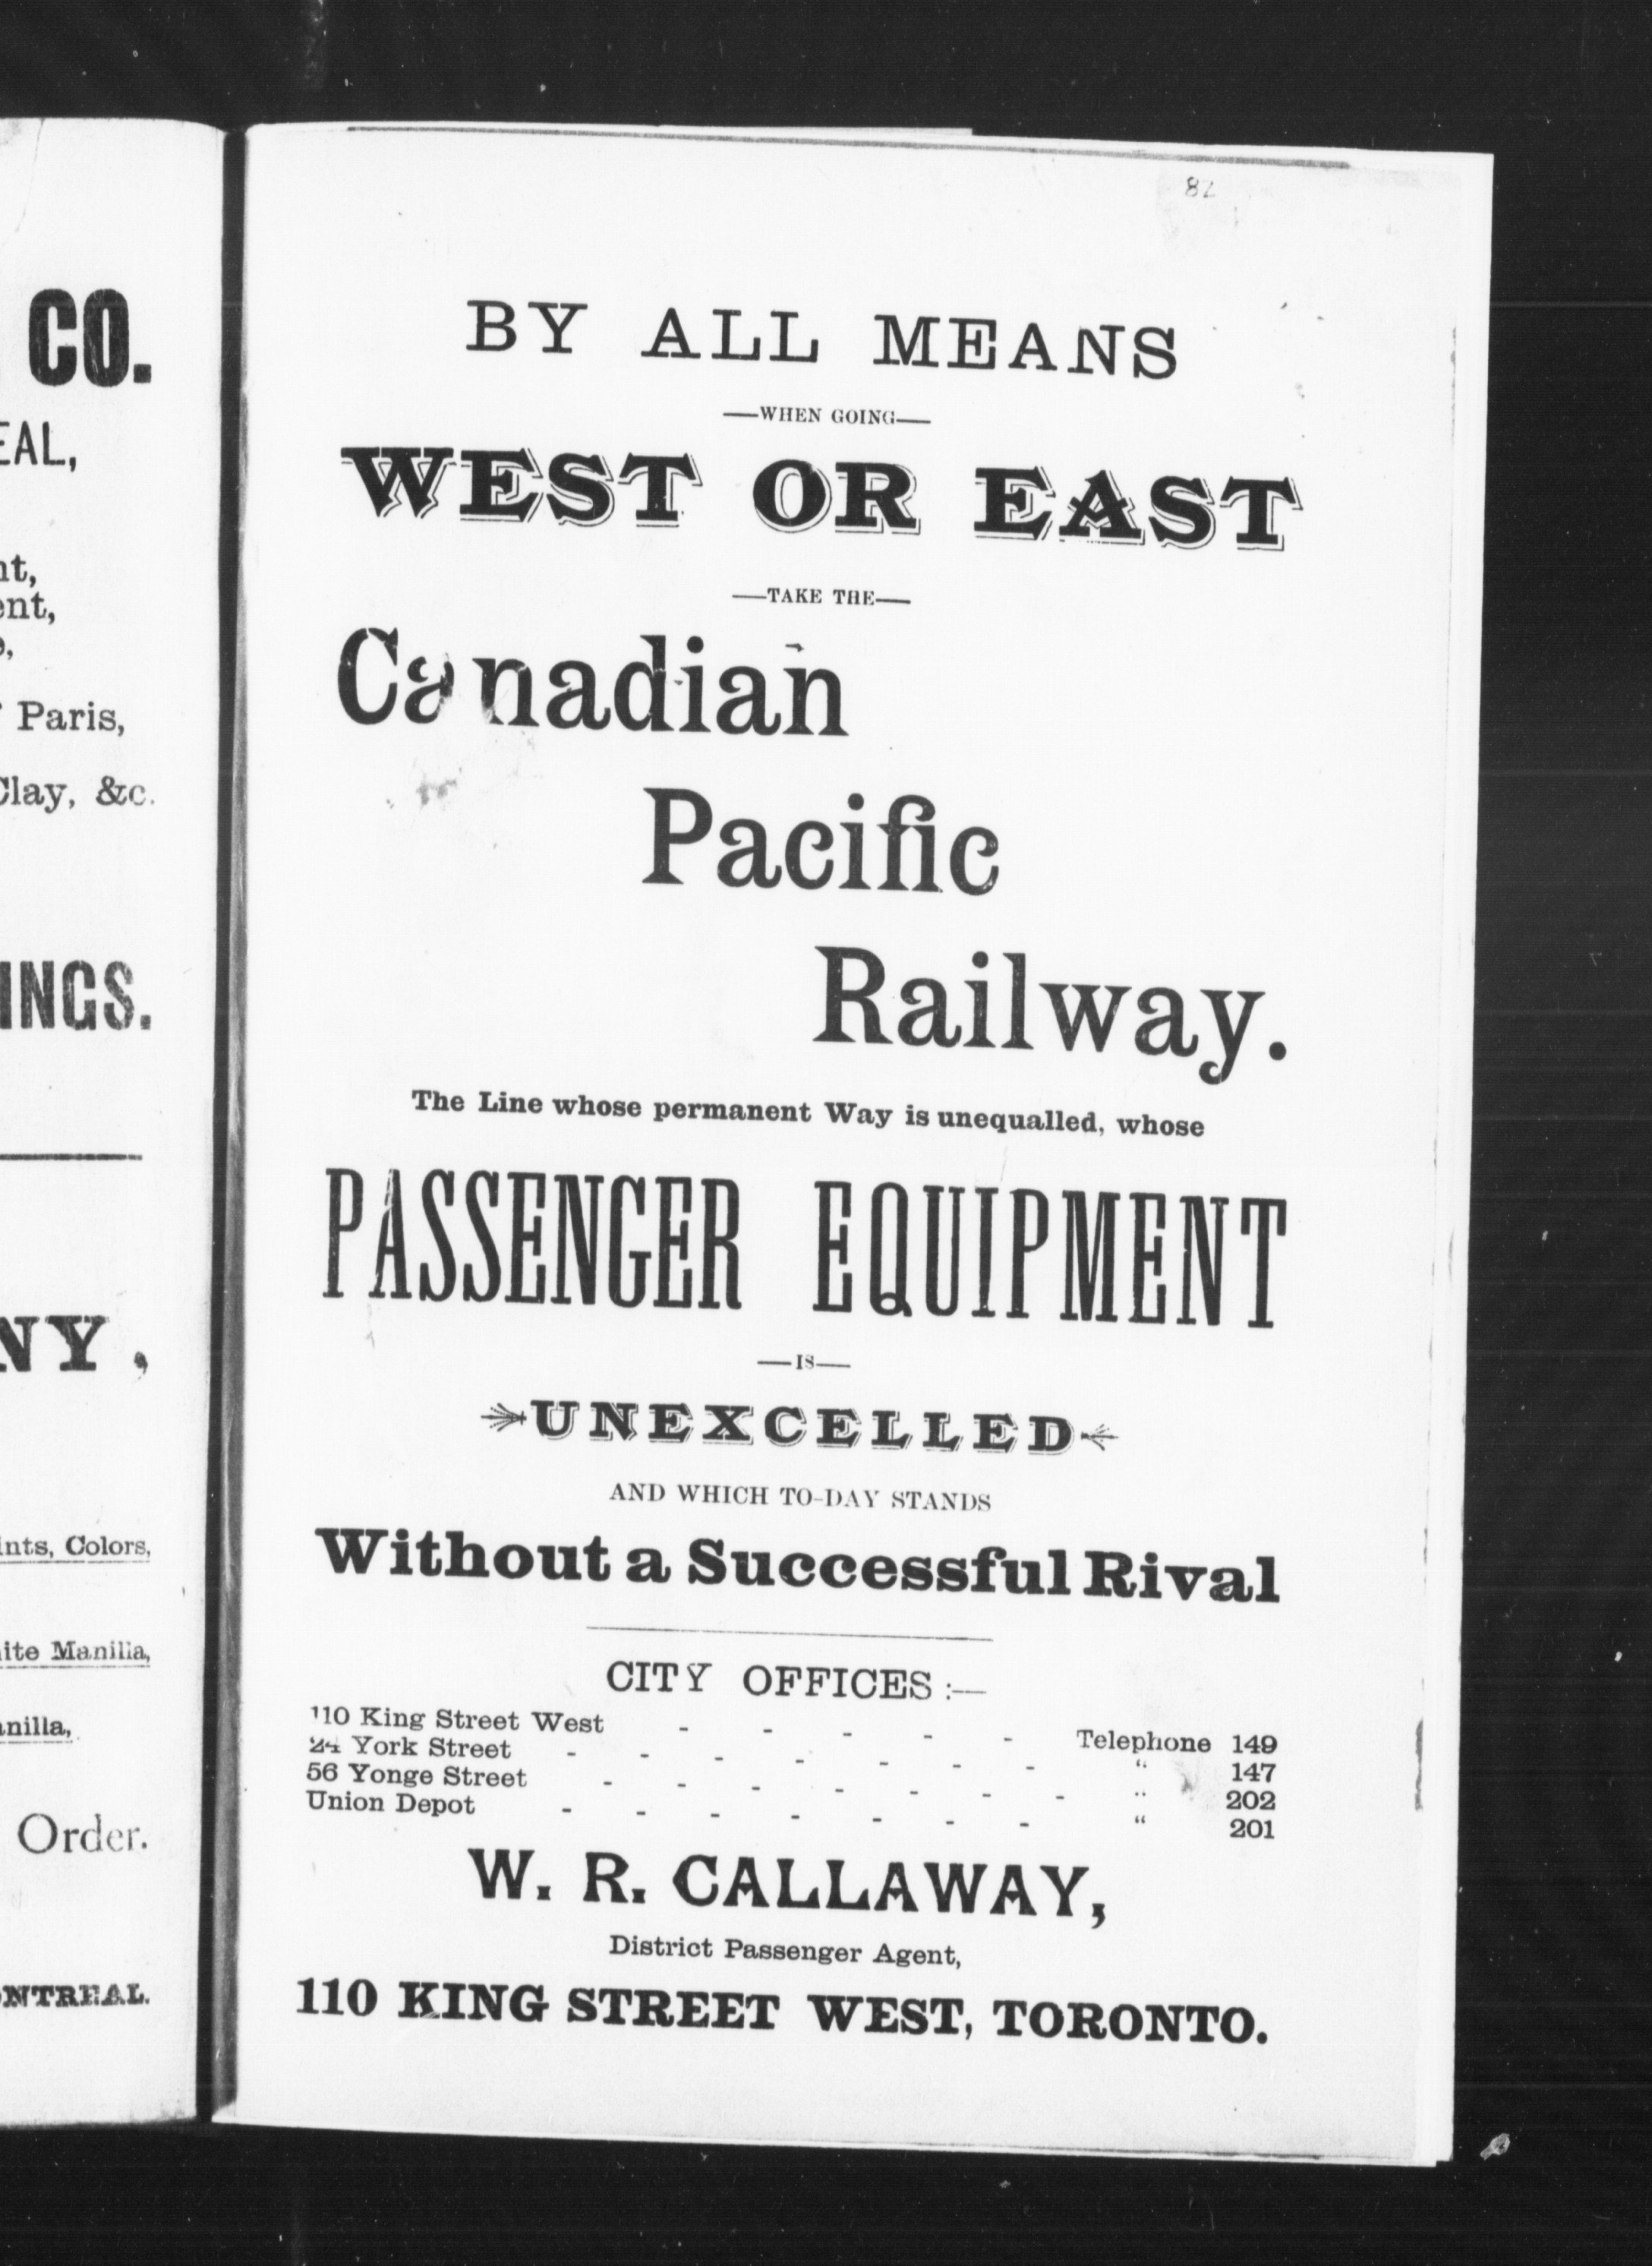 CO.
EAL,
nt,
ent,
Paris,
Clay, &c.
INGS.
NY,
ints, Colors,
ite Manilla,
anilla,
Order.
ONTREAL.
82
BY ALL MEANS
—WHEN GOING—
WEST OR EAST
—TAKE THE—
Canadian
Pacific
Railway.
The Line whose permanent Way is unequalled, whose
PASSENGER EQUIPMENT
—IS—
UNEXCELLED
AND WHICH TO-DAY STANDS
Without a Successful Rival
CITY OFFICES:—
110 King Street West - - - - - Telephone 149
24 York Street - - - - - - - " 147
56 Yonge Street - - - - - - - " 202
Union Depot - - - - - - - " 201
W. R. CALLAWAY,
District Passenger Agent,
110 KING STREET WEST, TORONTO.